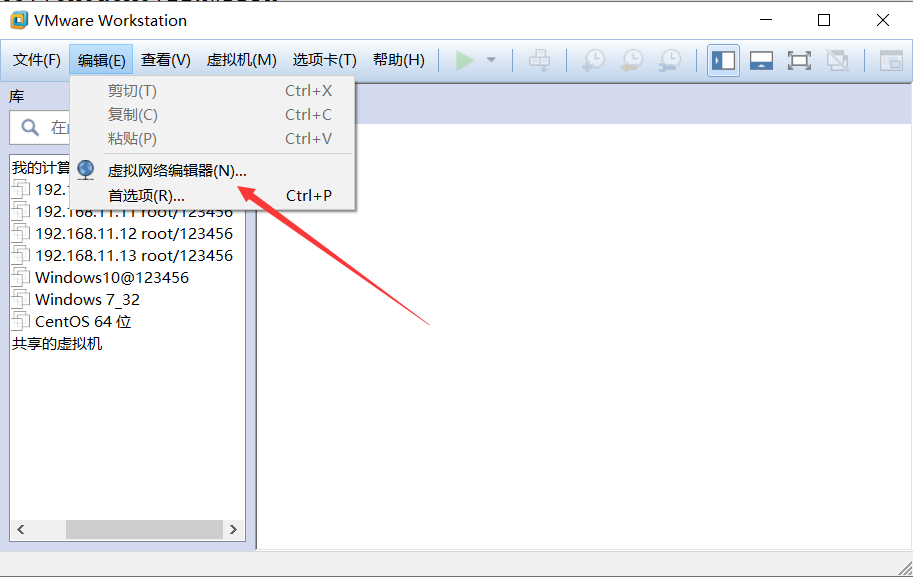 VMware Workstation
文件(F) 编辑(E) 查看(V) 虚拟机(M) 选项卡(T) 帮助(H)
库
剪切(T) Ctrl+X
复制(C) Ctrl+C
粘贴(P) Ctrl+V
虚拟网络编辑器(N)...
首选项(R)... Ctrl+P
在
我的计算
192.
192.168.11.11 root/123456
192.168.11.12 root/123456
192.168.11.13 root/123456
Windows10@123456
Windows 7_32
CentOS 64 位
共享的虚拟机